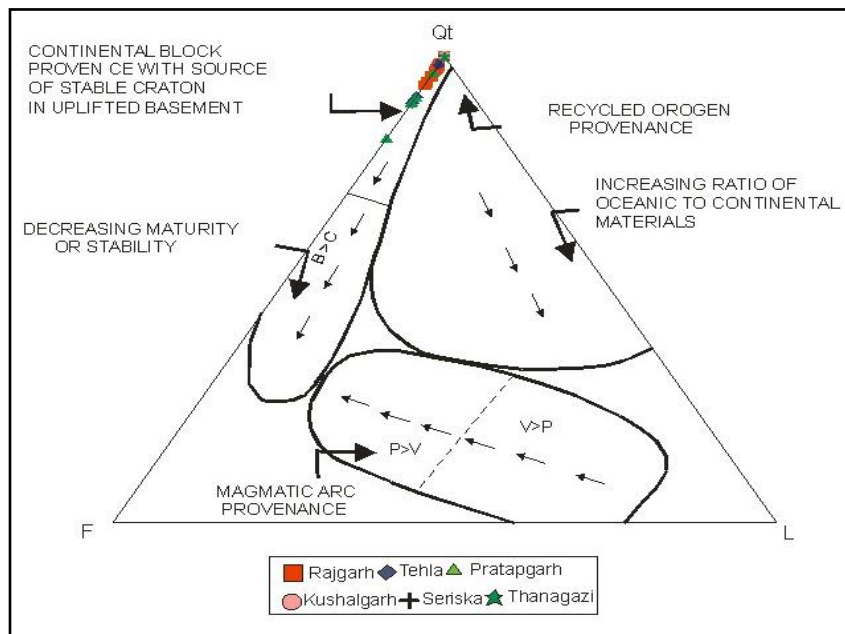 Qt
CONTINENTAL BLOCK
PROVEN CE WITH SOURCE
OF STABLE CRATON
IN UPLIFTED BASEMENT
RECYCLED OROGEN
PROVENANCE
INCREASING RATIO OF
OCEANIC TO CONTINENTAL
MATERIALS
DECREASING MATURITY
OR STABILITY
B>C
V>P
P>V
MAGMATIC ARC
PROVENANCE
F
L
Rajgarh Tehla Pratapgarh
Kushalgarh Seriska Thanagazi